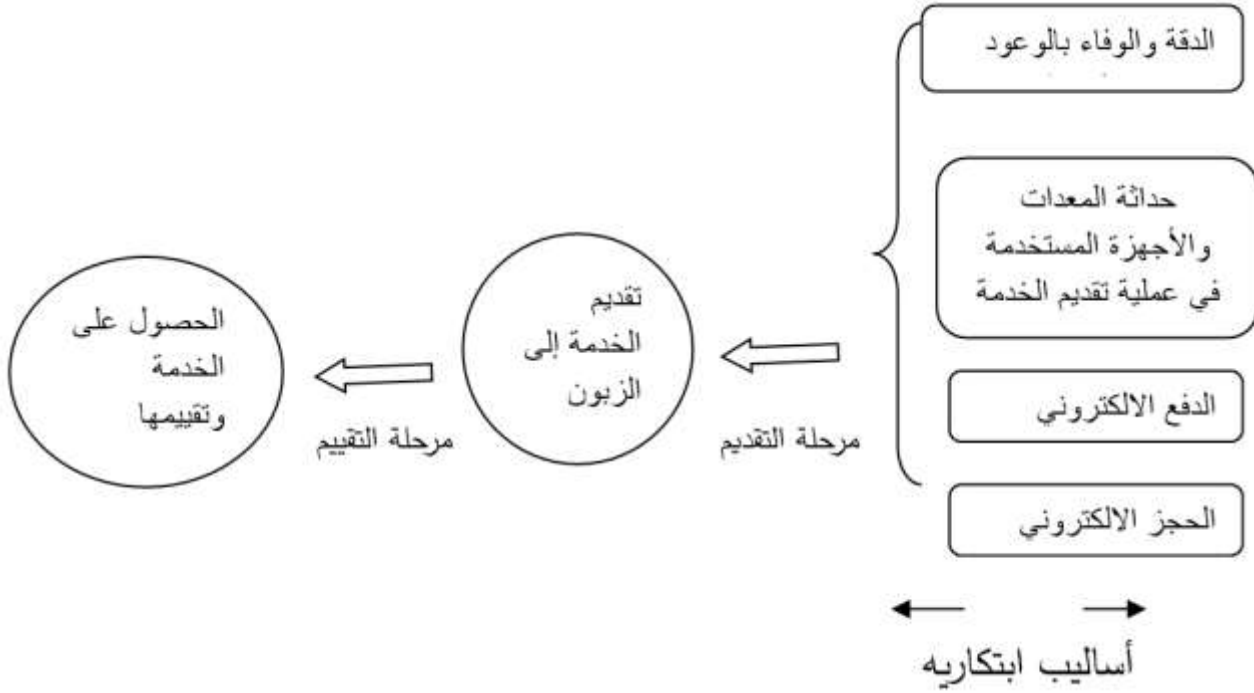 الدقة والوفاء بالوعود
حداثة المعدات
والأجهزة المستخدمة
في عملية تقديم الخدمة
الدفع الالكتروني
الحجز الالكتروني
أساليب ابتكاريه
مرحلة التقديم
تقديم
الخدمة إلى
الزبون
مرحلة التقييم
الحصول على
الخدمة
وتقييمها